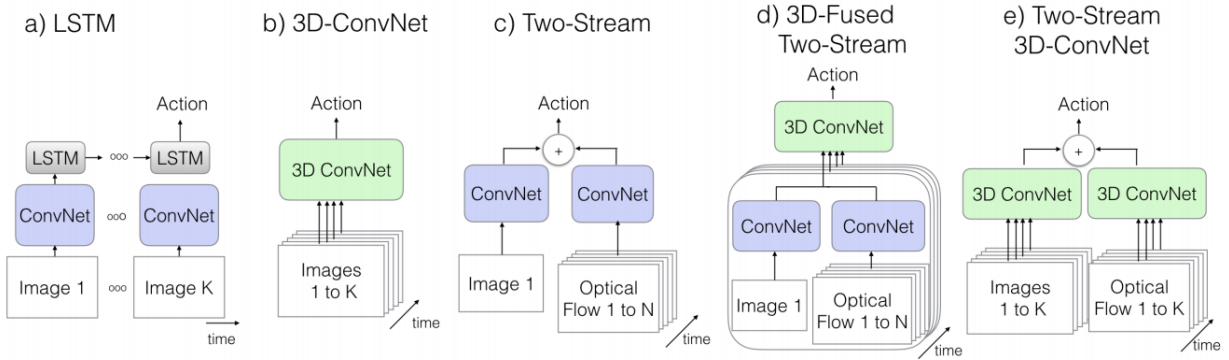 a) LSTM
Action
LSTM
ooo
LSTM
ConvNet
ooo
ConvNet
Image 1
ooo
Image K
time
b) 3D-ConvNet
Action
3D ConvNet
Images
1 to K
time
c) Two-Stream
Action
+
ConvNet
ConvNet
Image 1
Optical
Flow 1 to N
time
d) 3D-Fused
Two-Stream
Action
3D ConvNet
ConvNet
ConvNet
Image 1
Optical
Flow 1 to N
time
e) Two-Stream
3D-ConvNet
Action
+
3D ConvNet
3D ConvNet
Images
1 to K
Optical
Flow 1 to K
time